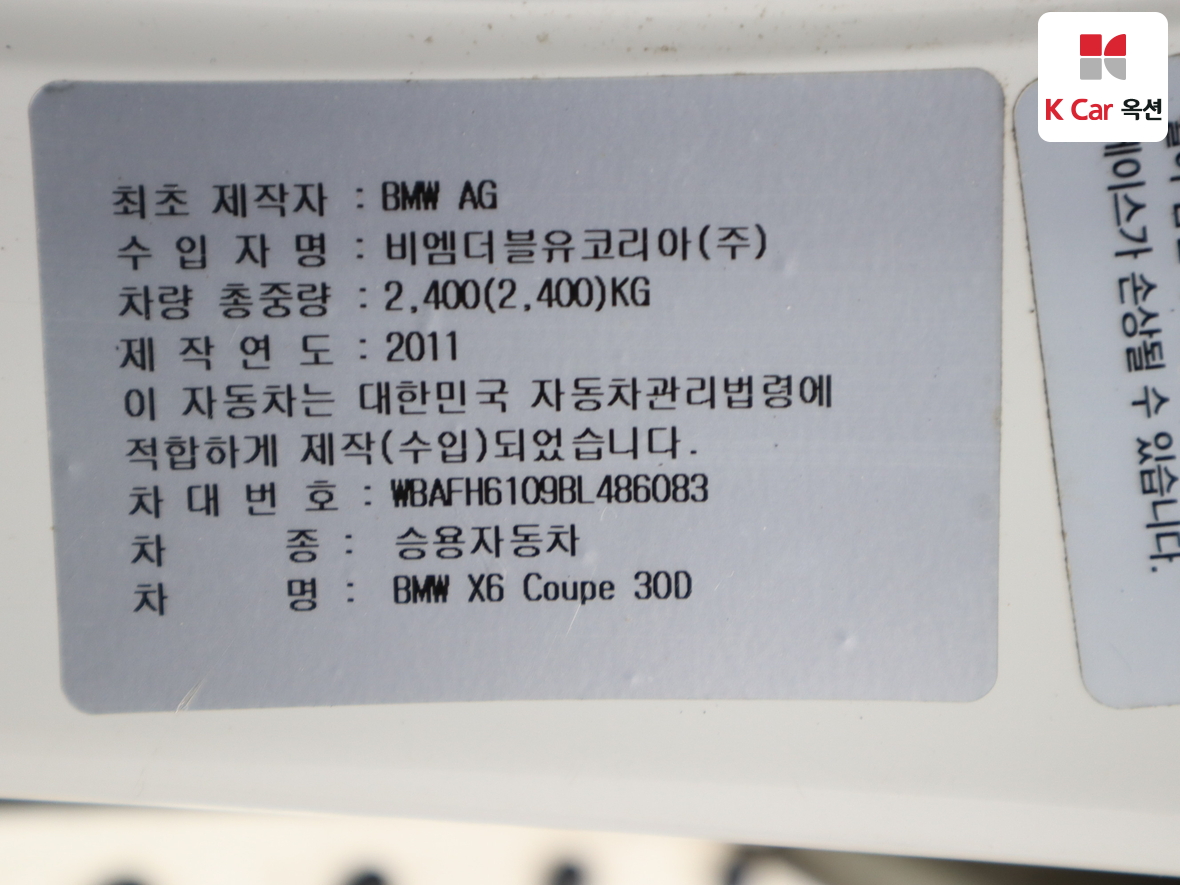 최초 제작자 : BMW AG
수 입 자 명 : 비엠더블유코리아(주)
차량 총중량 : 2,400(2,400)KG
제 작 연 도 : 2011
이 자동차는 대한민국 자동차관리법령에
적합하게 제작(수입)되었습니다.
차 대 번 호 : WBAFH6109BL486083
차 종 : 승용자동차
차 명 : BMW X6 Coupe 30D
K Car 옥션
손상될 수 있습니다.